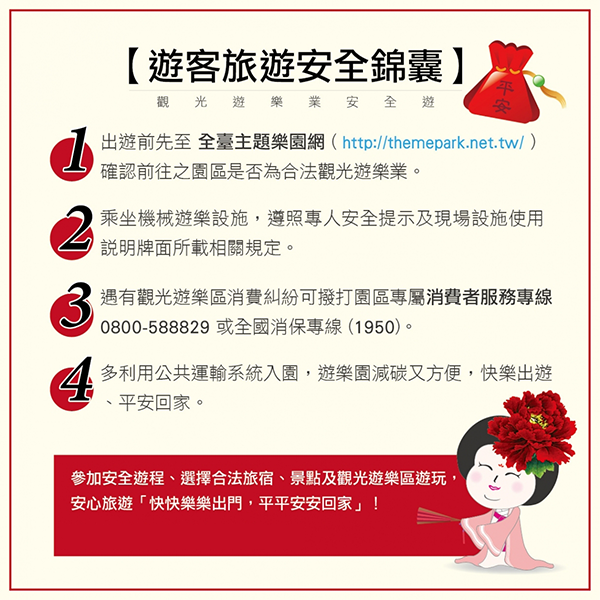 【遊客旅遊安全錦囊】
平安
觀光遊樂業安全遊
1 出遊前先至 全臺主題樂園網（http://themepark.net.tw/）
確認前往之園區是否為合法觀光遊樂業。
2 乘坐機械遊樂設施，遵照專人安全提示及現場設施使用
說明牌面所載相關規定。
3 遇有觀光遊樂區消費糾紛可撥打園區專屬消費者服務專線
0800-588829 或全國消保專線 (1950)。
4 多利用公共運輸系統入園，遊樂園減碳又方便，快樂出遊
、平安回家。
參加安全遊程、選擇合法旅宿、景點及觀光遊樂區遊玩，
安心旅遊「快快樂樂出門，平平安安回家」！